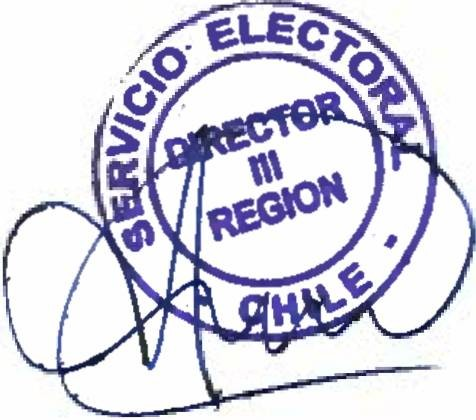 SERVICIO ELECTORAL
DIRECTOR
III
REGION
- CHILE -